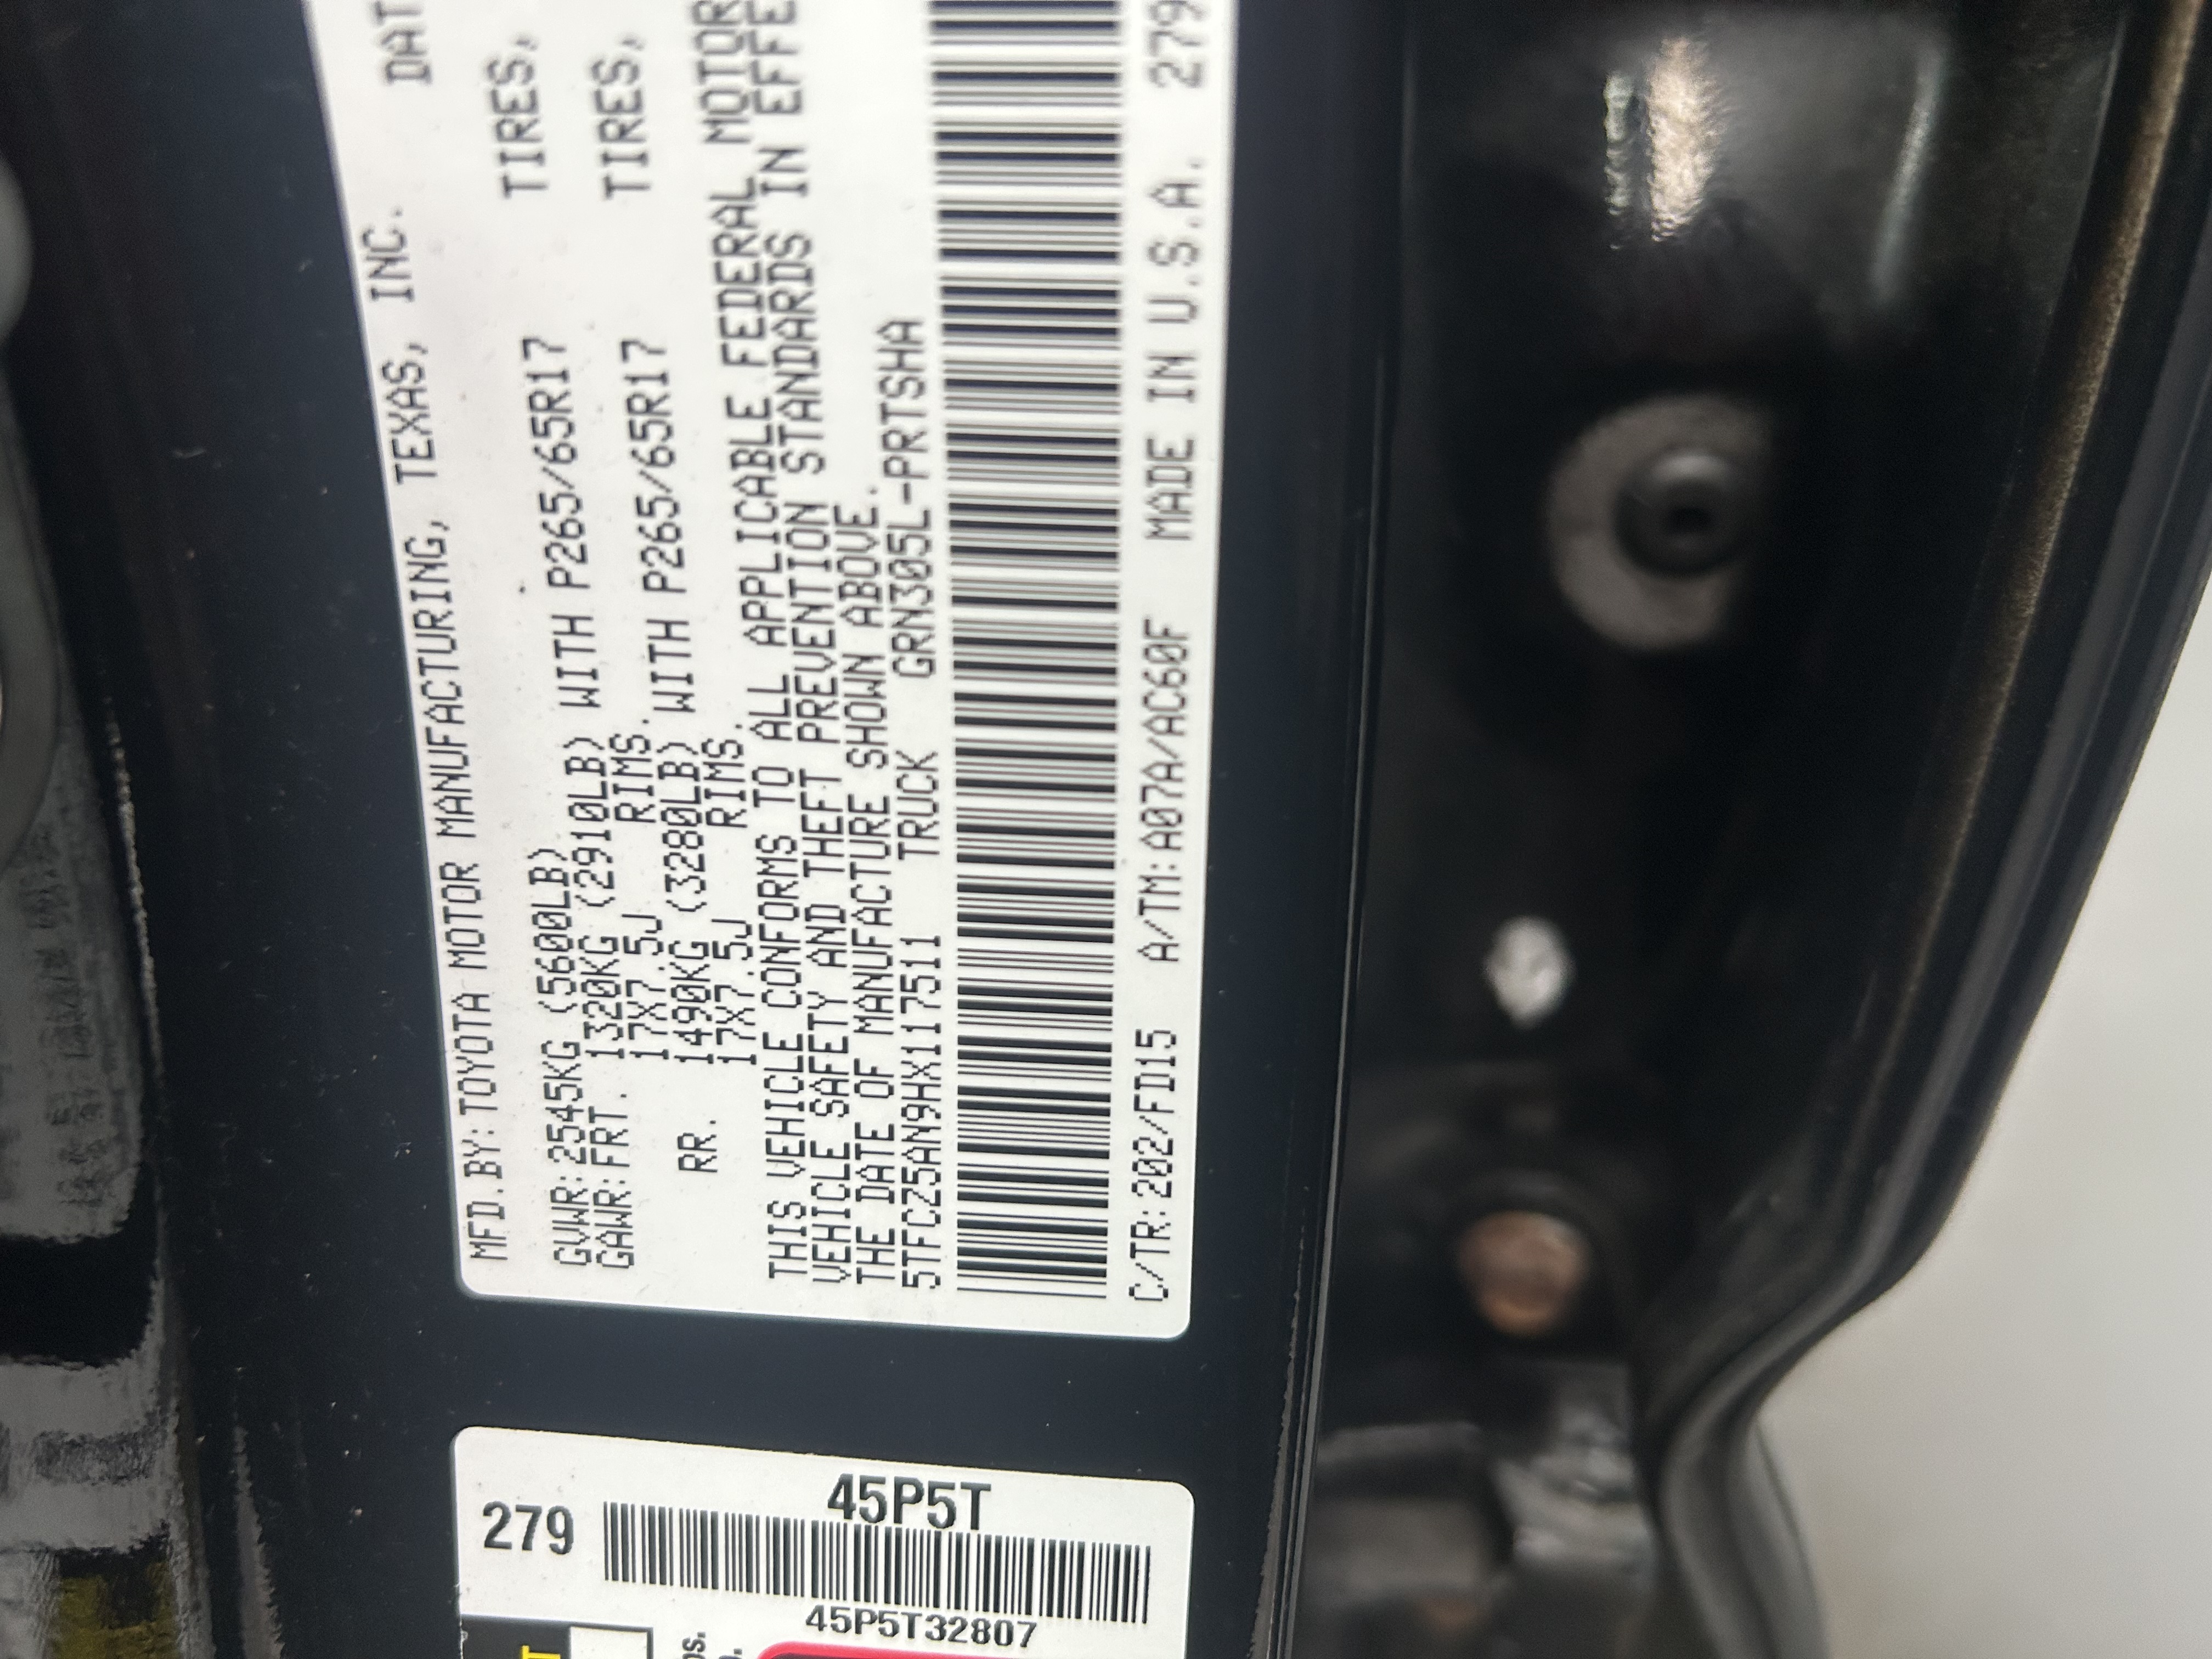 MFD.BY:TOYOTA MOTOR MANUFACTURING, TEXAS, INC. DAT
GVWR:2545KG (5600LB)
GAWR:FRT. 1320KG (2910LB) WITH P265/65R17 TIRES,
17X7.5J RIMS.
RR. 1490KG (3280LB) WITH P265/65R17 TIRES,
17X7.5J RIMS.
THIS VEHICLE CONFORMS TO ALL APPLICABLE FEDERAL MOTOR
VEHICLE SAFETY AND THEFT PREVENTION STANDARDS IN EFFE
THE DATE OF MANUFACTURE SHOWN ABOVE.
5TFCZ5AN9HX117511 TRUCK GRN305L-PRTSHA
C/TR:202/FD15 A/TM:A07A/AC60F MADE IN U.S.A. 279
279
45P5T
45P5T32807